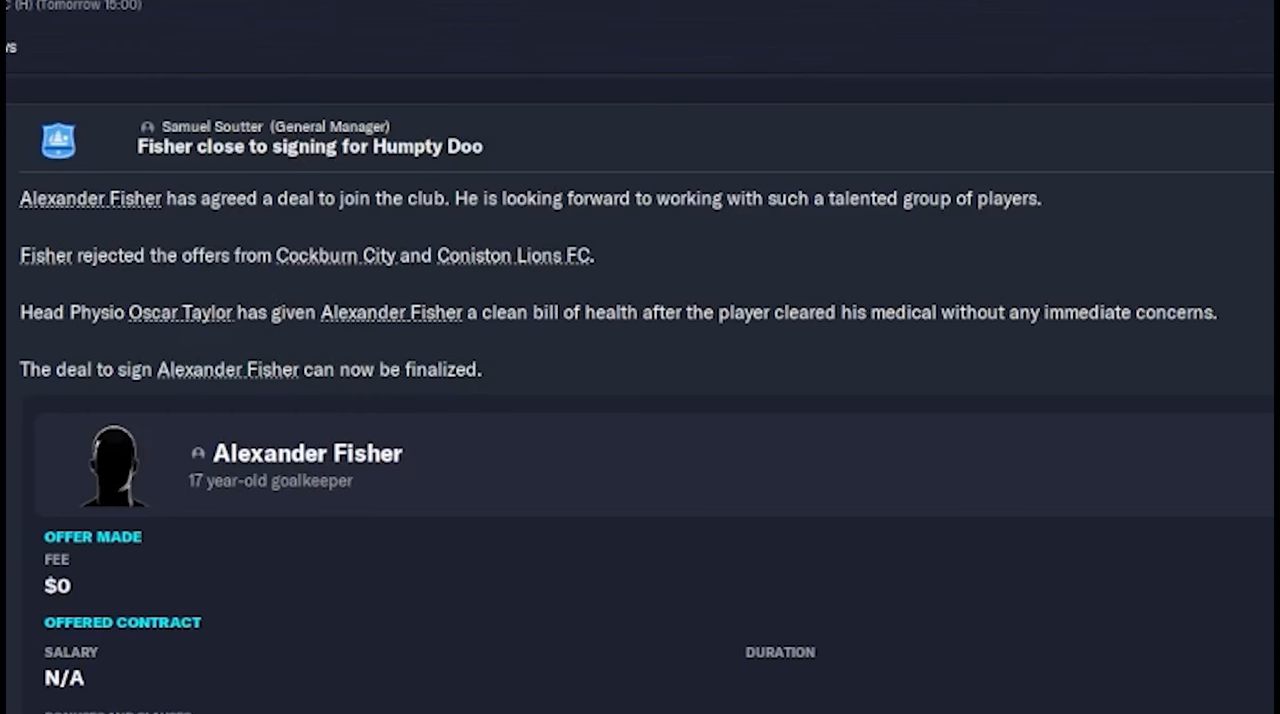 (H) (Tomorrow 15:00)
Samuel Soutter (General Manager)
Fisher close to signing for Humpty Doo
Alexander Fisher has agreed a deal to join the club. He is looking forward to working with such a talented group of players.
Fisher rejected the offers from Cockburn City and Coniston Lions FC.
Head Physio Oscar Taylor has given Alexander Fisher a clean bill of health after the player cleared his medical without any immediate concerns.
The deal to sign Alexander Fisher can now be finalized.
Alexander Fisher
17 year-old goalkeeper
OFFER MADE
FEE
$0
OFFERED CONTRACT
SALARY
DURATION
N/A